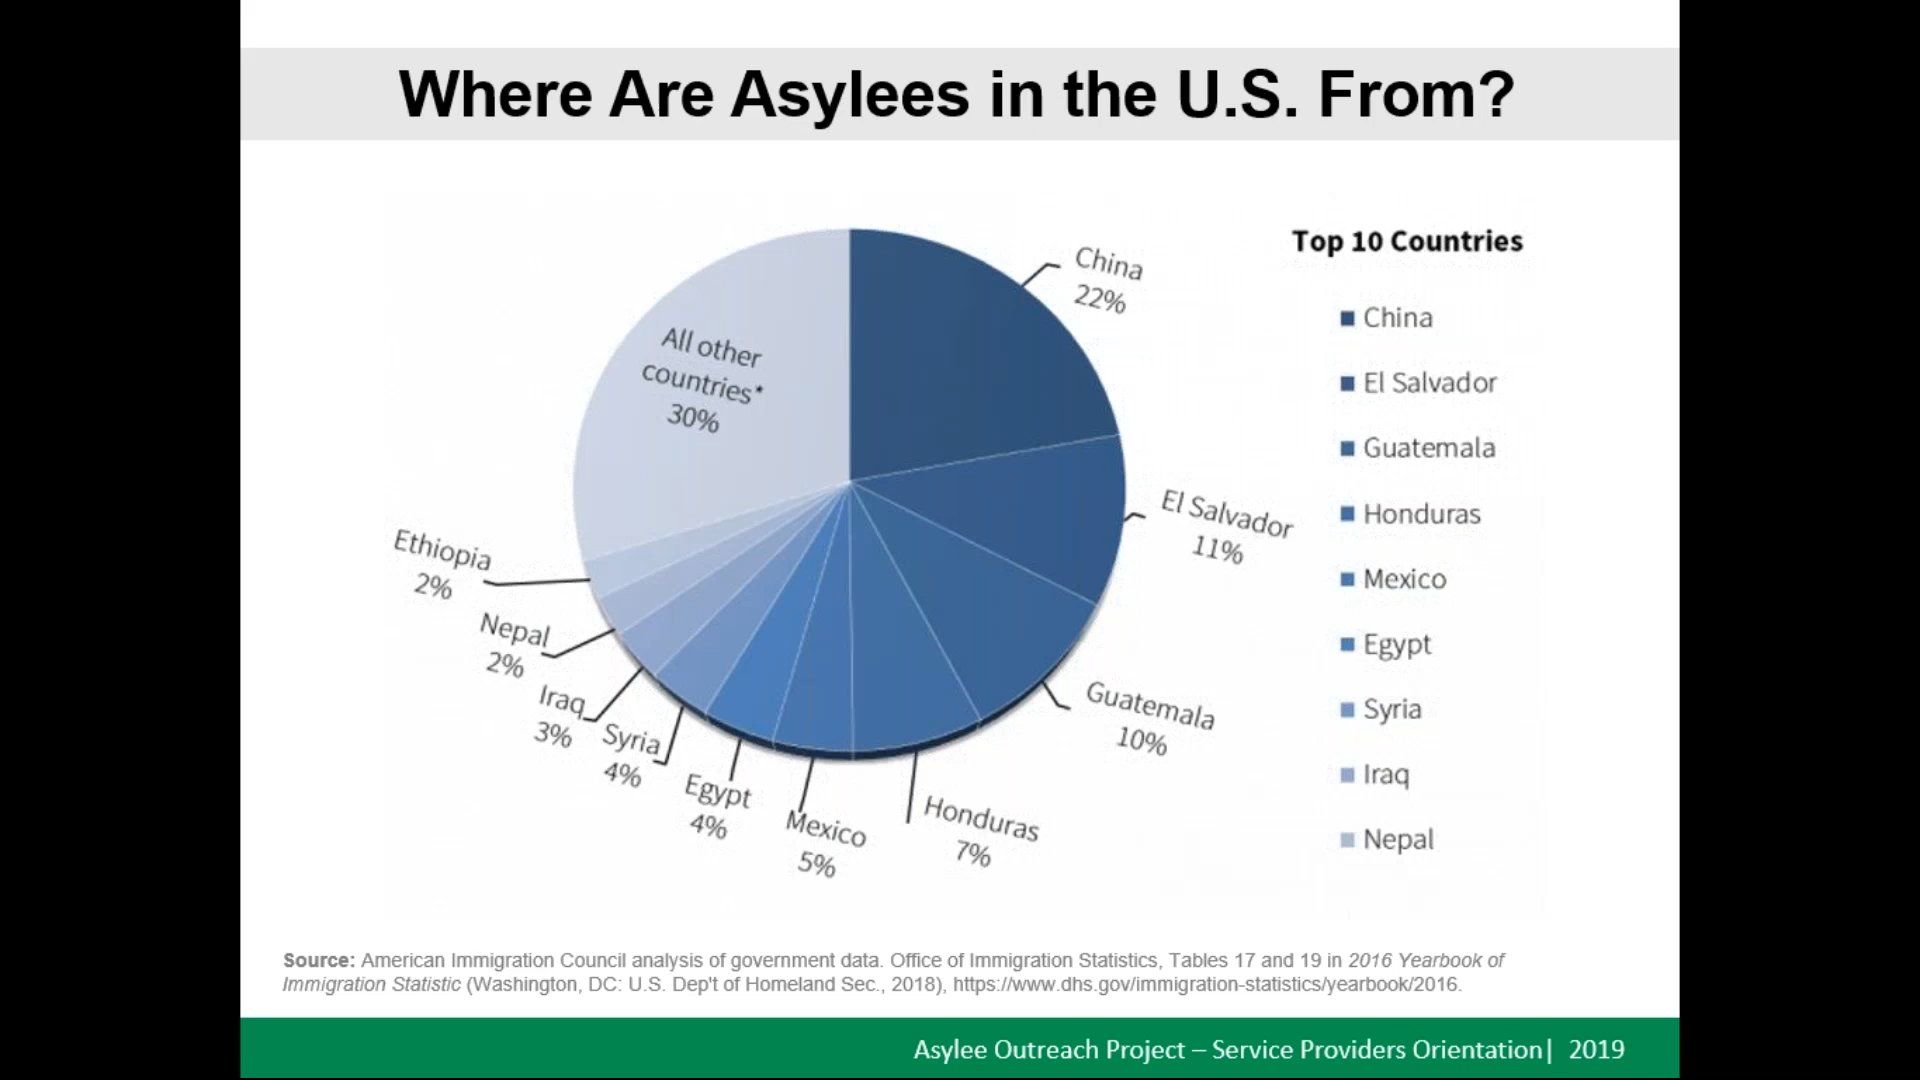 Where Are Asylees in the U.S. From?
Top 10 Countries
China
22%
El Salvador
11%
Guatemala
10%
Honduras
7%
Mexico
5%
Egypt
4%
Syria
4%
Iraq
3%
Nepal
2%
Ethiopia
2%
All other
countries*
30%
China
El Salvador
Guatemala
Honduras
Mexico
Egypt
Syria
Iraq
Nepal
Source: American Immigration Council analysis of government data. Office of Immigration Statistics, Tables 17 and 19 in 2016 Yearbook of
Immigration Statistic (Washington, DC: U.S. Dep't of Homeland Sec., 2018), https://www.dhs.gov/immigration-statistics/yearbook/2016.
Asylee Outreach Project – Service Providers Orientation| 2019